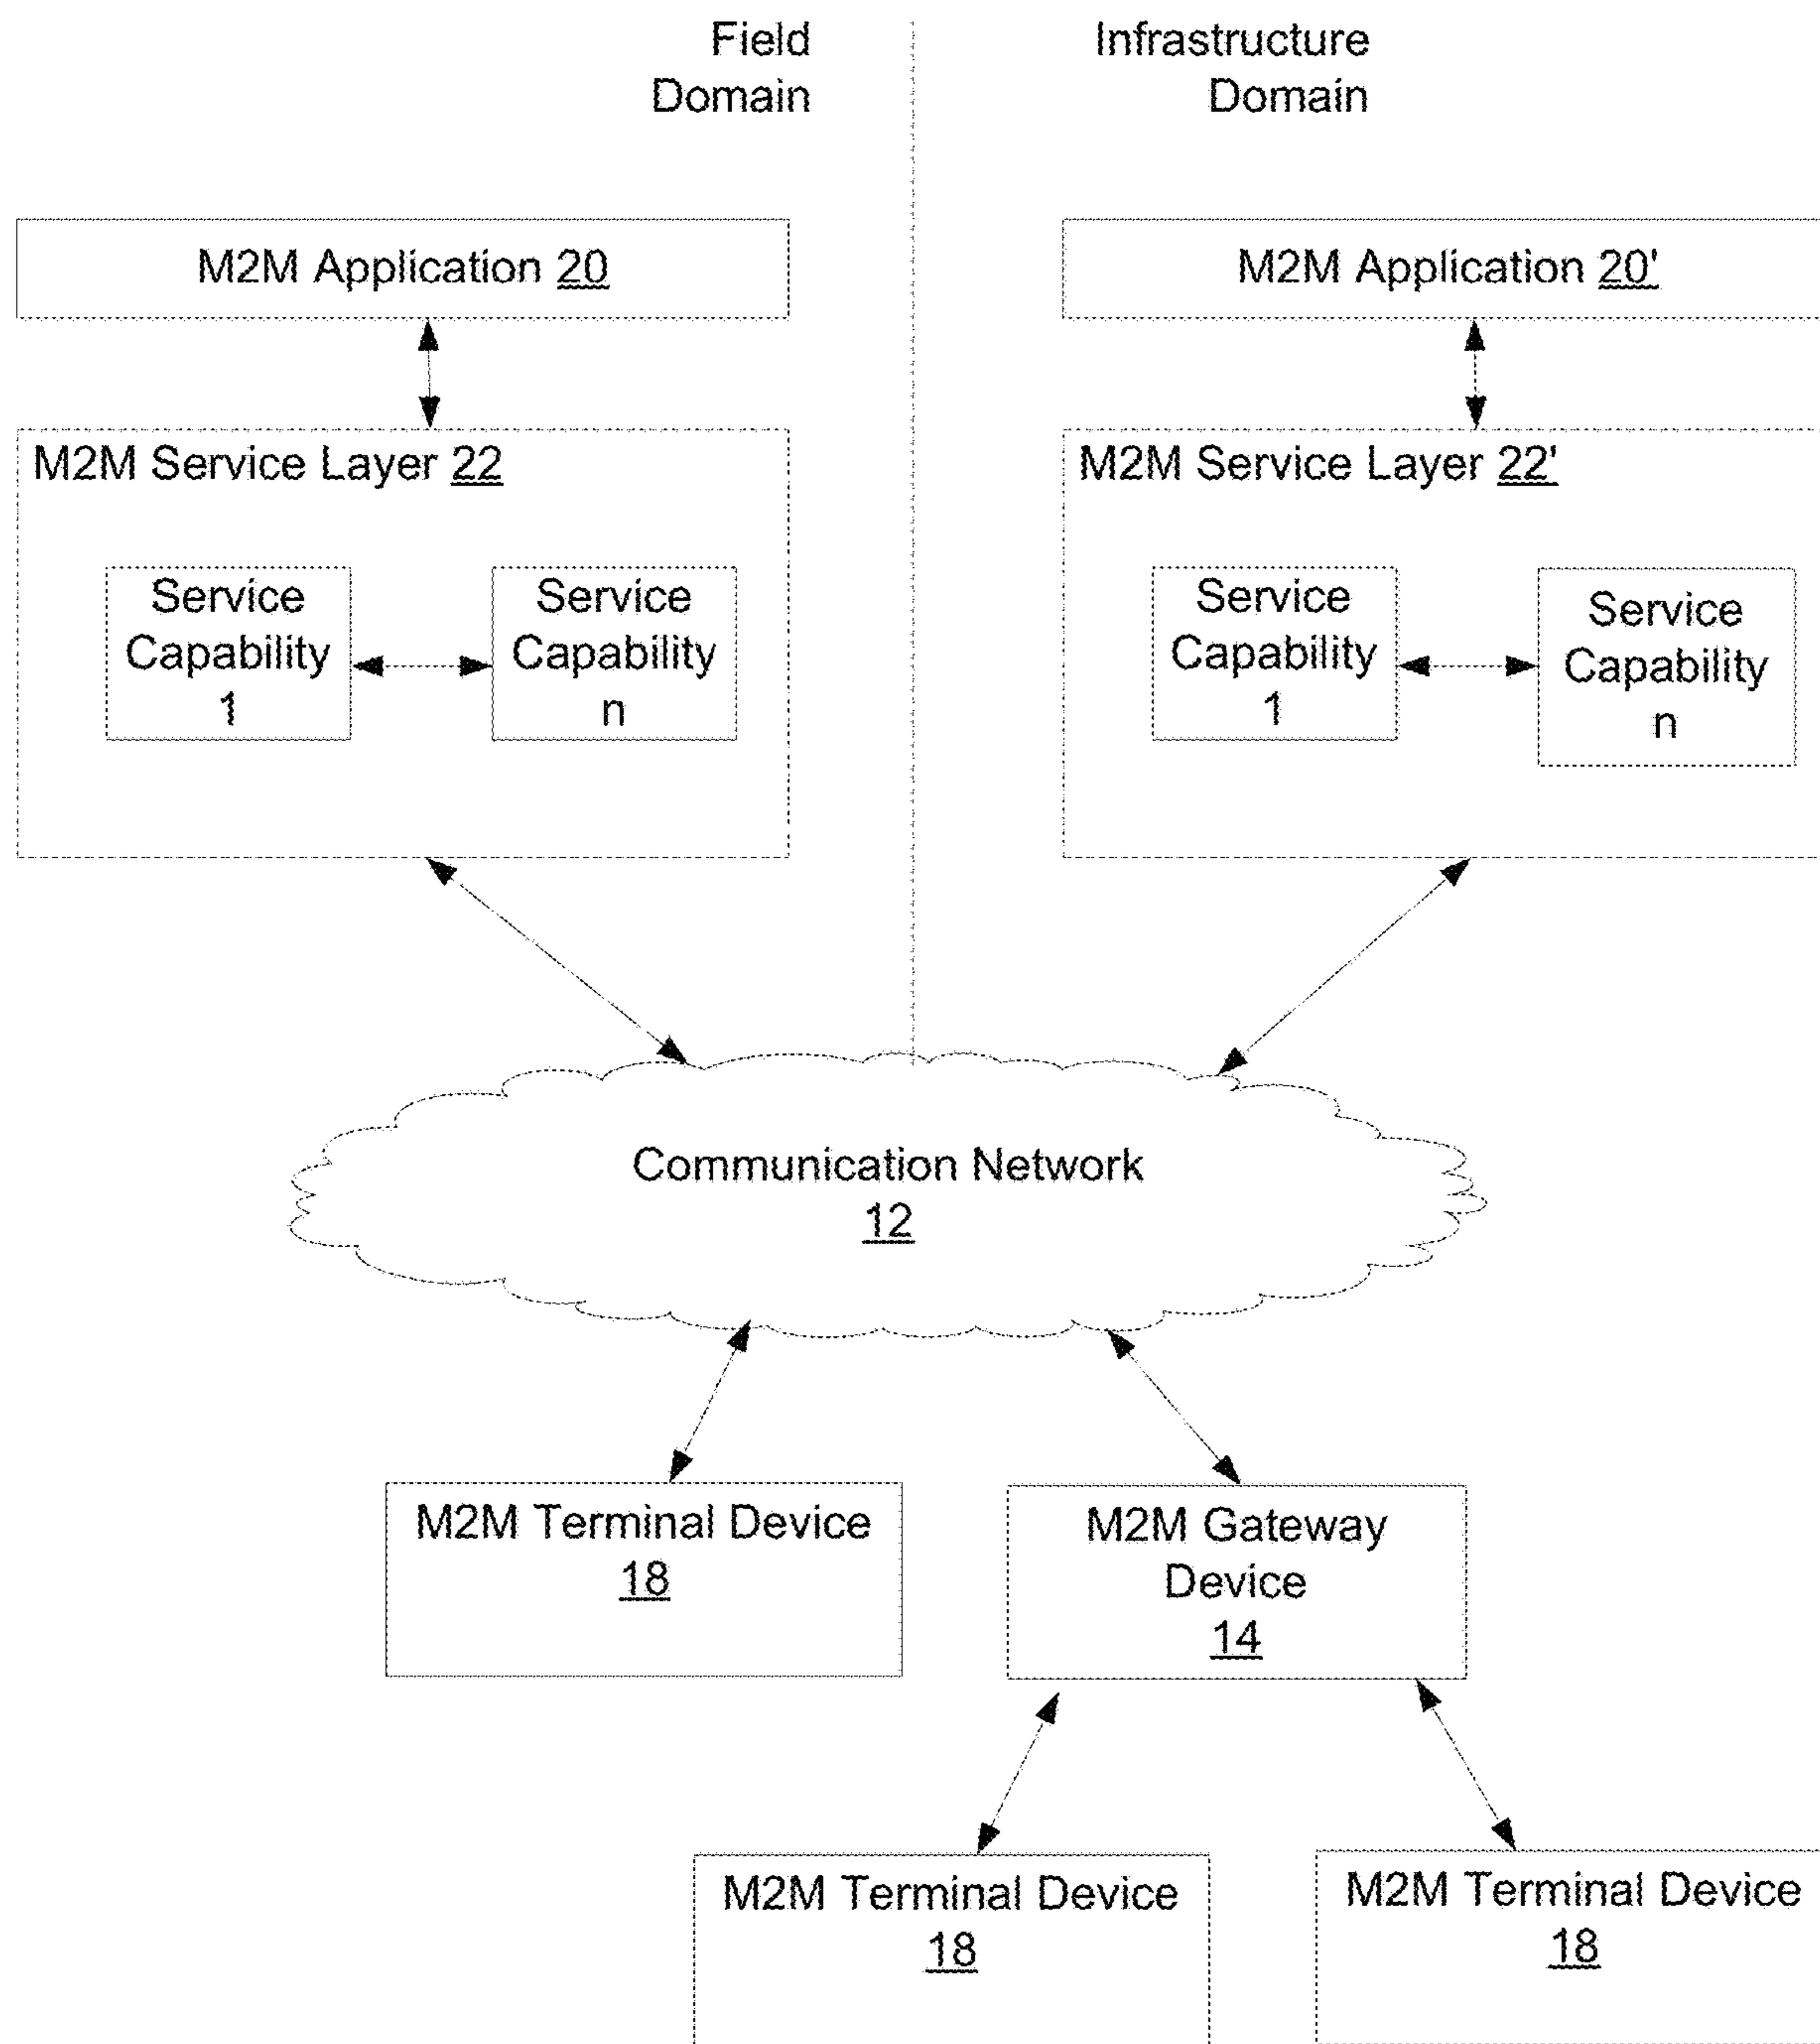 Field
Domain
Infrastructure
Domain
M2M Application 20
M2M Application 20'
M2M Service Layer 22
M2M Service Layer 22'
Service
Capability
1
Service
Capability
n
Service
Capability
1
Service
Capability
n
Communication Network
12
M2M Terminal Device
18
M2M Gateway
Device
14
M2M Terminal Device
18
M2M Terminal Device
18